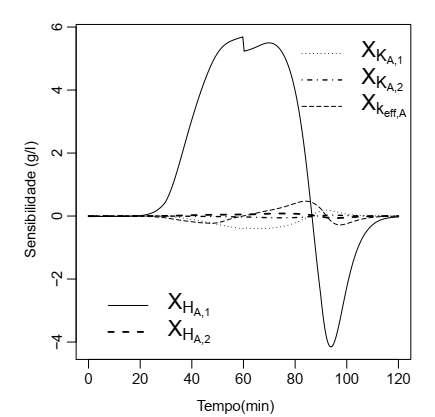 X_{K_{A,1}}
X_{K_{A,2}}
X_{k_{eff,A}}
X_{H_{A,1}}
X_{H_{A,2}}
Sensibilidade (g/l)
6
4
2
0
−2
−4
0 20 40 60 80 100 120
Tempo(min)